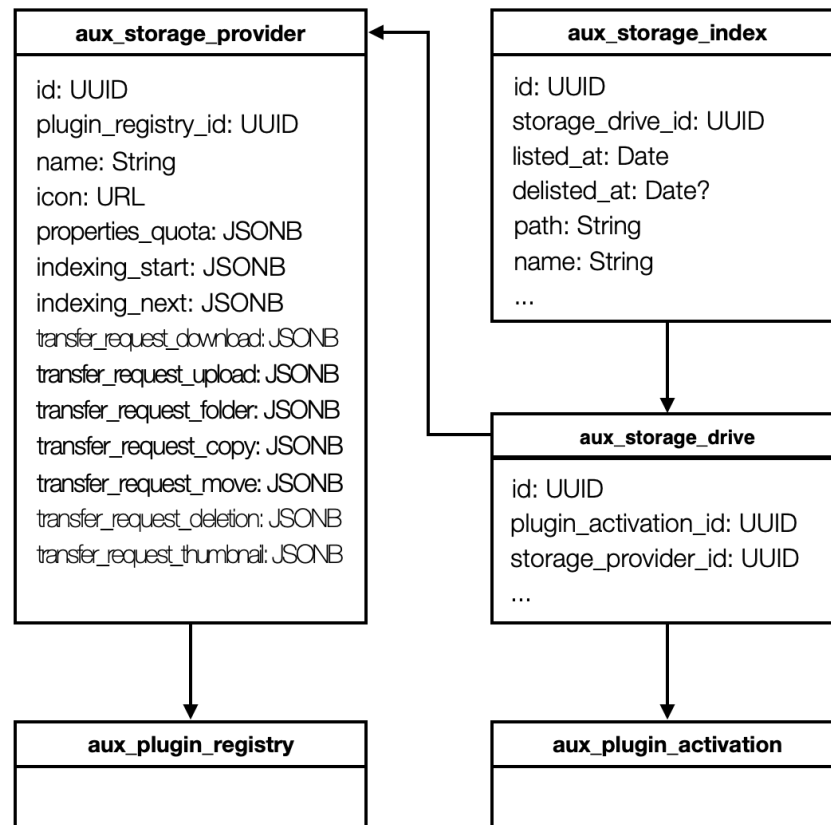 aux_storage_provider
id: UUID
plugin_registry_id: UUID
name: String
icon: URL
properties_quota: JSONB
indexing_start: JSONB
indexing_next: JSONB
transfer_request_download: JSONB
transfer_request_upload: JSONB
transfer_request_folder: JSONB
transfer_request_copy: JSONB
transfer_request_move: JSONB
transfer_request_deletion: JSONB
transfer_request_thumbnail: JSONB
aux_storage_index
id: UUID
storage_drive_id: UUID
listed_at: Date
delisted_at: Date?
path: String
name: String
...
aux_storage_drive
id: UUID
plugin_activation_id: UUID
storage_provider_id: UUID
...
aux_plugin_registry
aux_plugin_activation